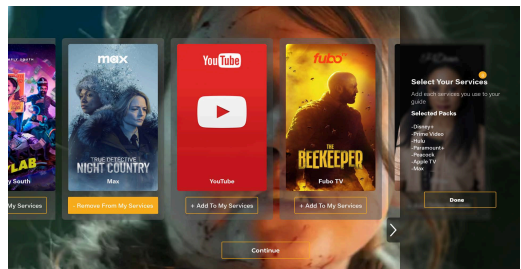 max
YouTube
fubo
TRUE DETECTIVE
NIGHT COUNTRY
THE
BEEKEEPER
y South
Max
YouTube
Fubo TV
My Services
- Remove From My Services
+ Add To My Services
+ Add To My Services
Continue
Select Your Services
Add each services you use to your
guide
Selected Packs
-Disney+
-Prime Video
-Hulu
-Paramount+
-Peacock
-Apple TV
-Max
Done